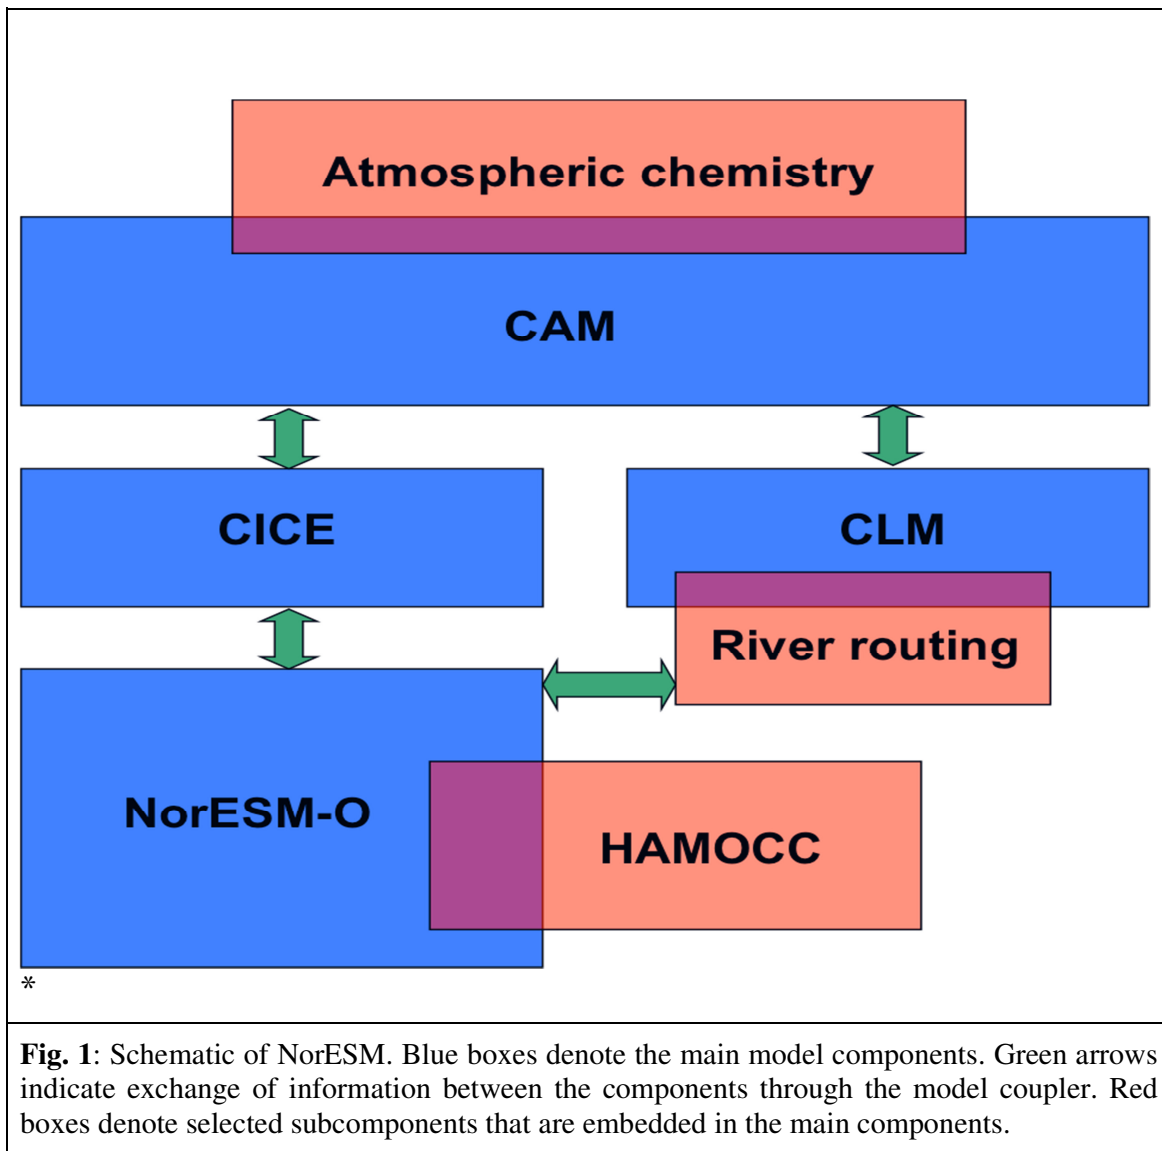 Atmospheric chemistry
CAM
CICE
CLM
River routing
NorESM-O
HAMOCC
*
Fig. 1: Schematic of NorESM. Blue boxes denote the main model components. Green arrows
indicate exchange of information between the components through the model coupler. Red
boxes denote selected subcomponents that are embedded in the main components.